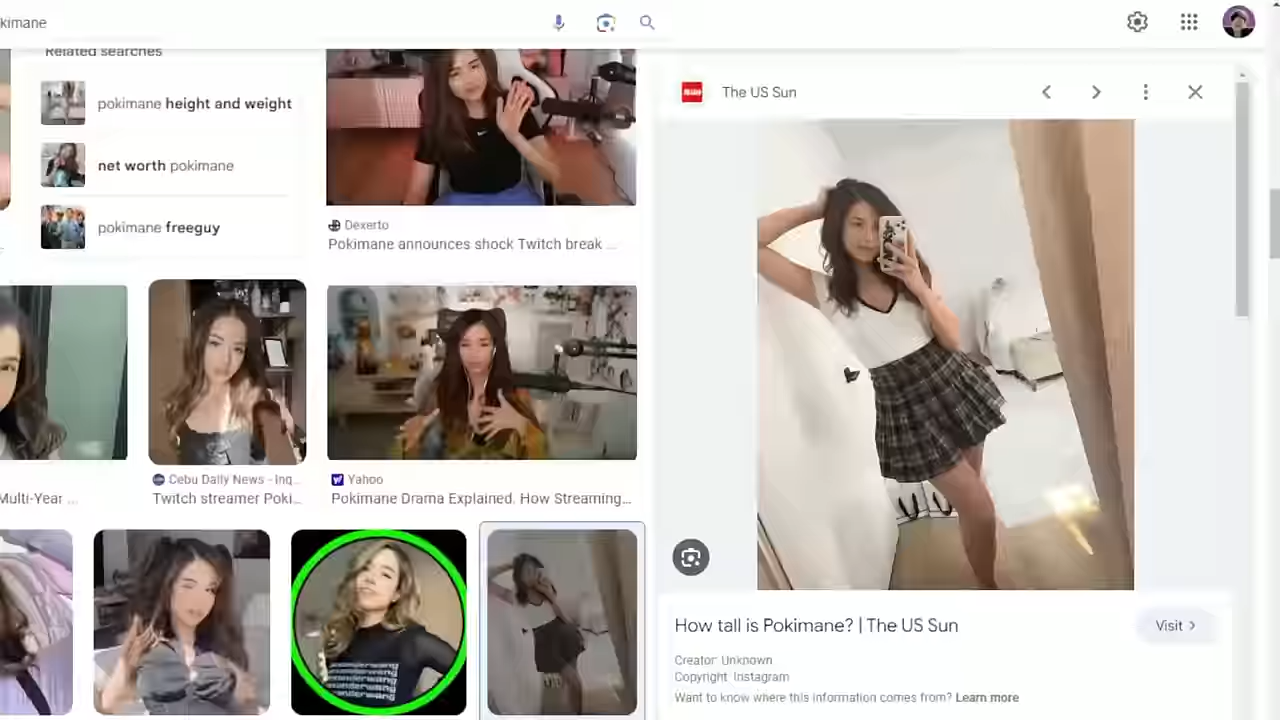 kimane
Related searches
pokimane height and weight
net worth pokimane
pokimane freeguy
Dexerto
Pokimane announces shock Twitch break ...
Multi-Year ...
Cebu Daily News - Inq...
Twitch streamer Poki...
Yahoo
Pokimane Drama Explained. How Streaming...
The US Sun
How tall is Pokimane? | The US Sun
Visit
Creator: Unknown
Copyright: Instagram
Want to know where this information comes from? Learn more